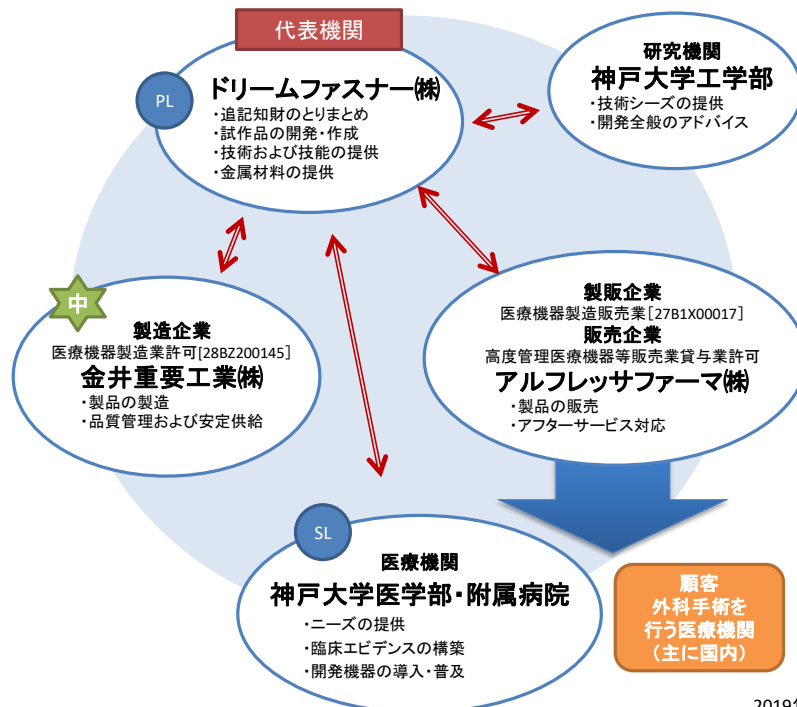 代表機関
PL
ドリームファスナー㈱
・追記知財のとりまとめ
・試作品の開発・作成
・技術および技能の提供
・金属材料の提供
研究機関
神戸大学工学部
・技術シーズの提供
・開発全般のアドバイス
中
製造企業
医療機器製造業許可[28BZ200145]
金井重要工業㈱
・製品の製造
・品質管理および安定供給
製販企業
医療機器製造販売業[27B1X00017]
販売企業
高度管理医療機器等販売業貸与業許可
アルフレッサファーマ㈱
・製品の販売
・アフターサービス対応
SL
医療機関
神戸大学医学部・附属病院
・ニーズの提供
・臨床エビデンスの構築
・開発機器の導入・普及
顧客
外科手術を
行う医療機関
(主に国内)
2019